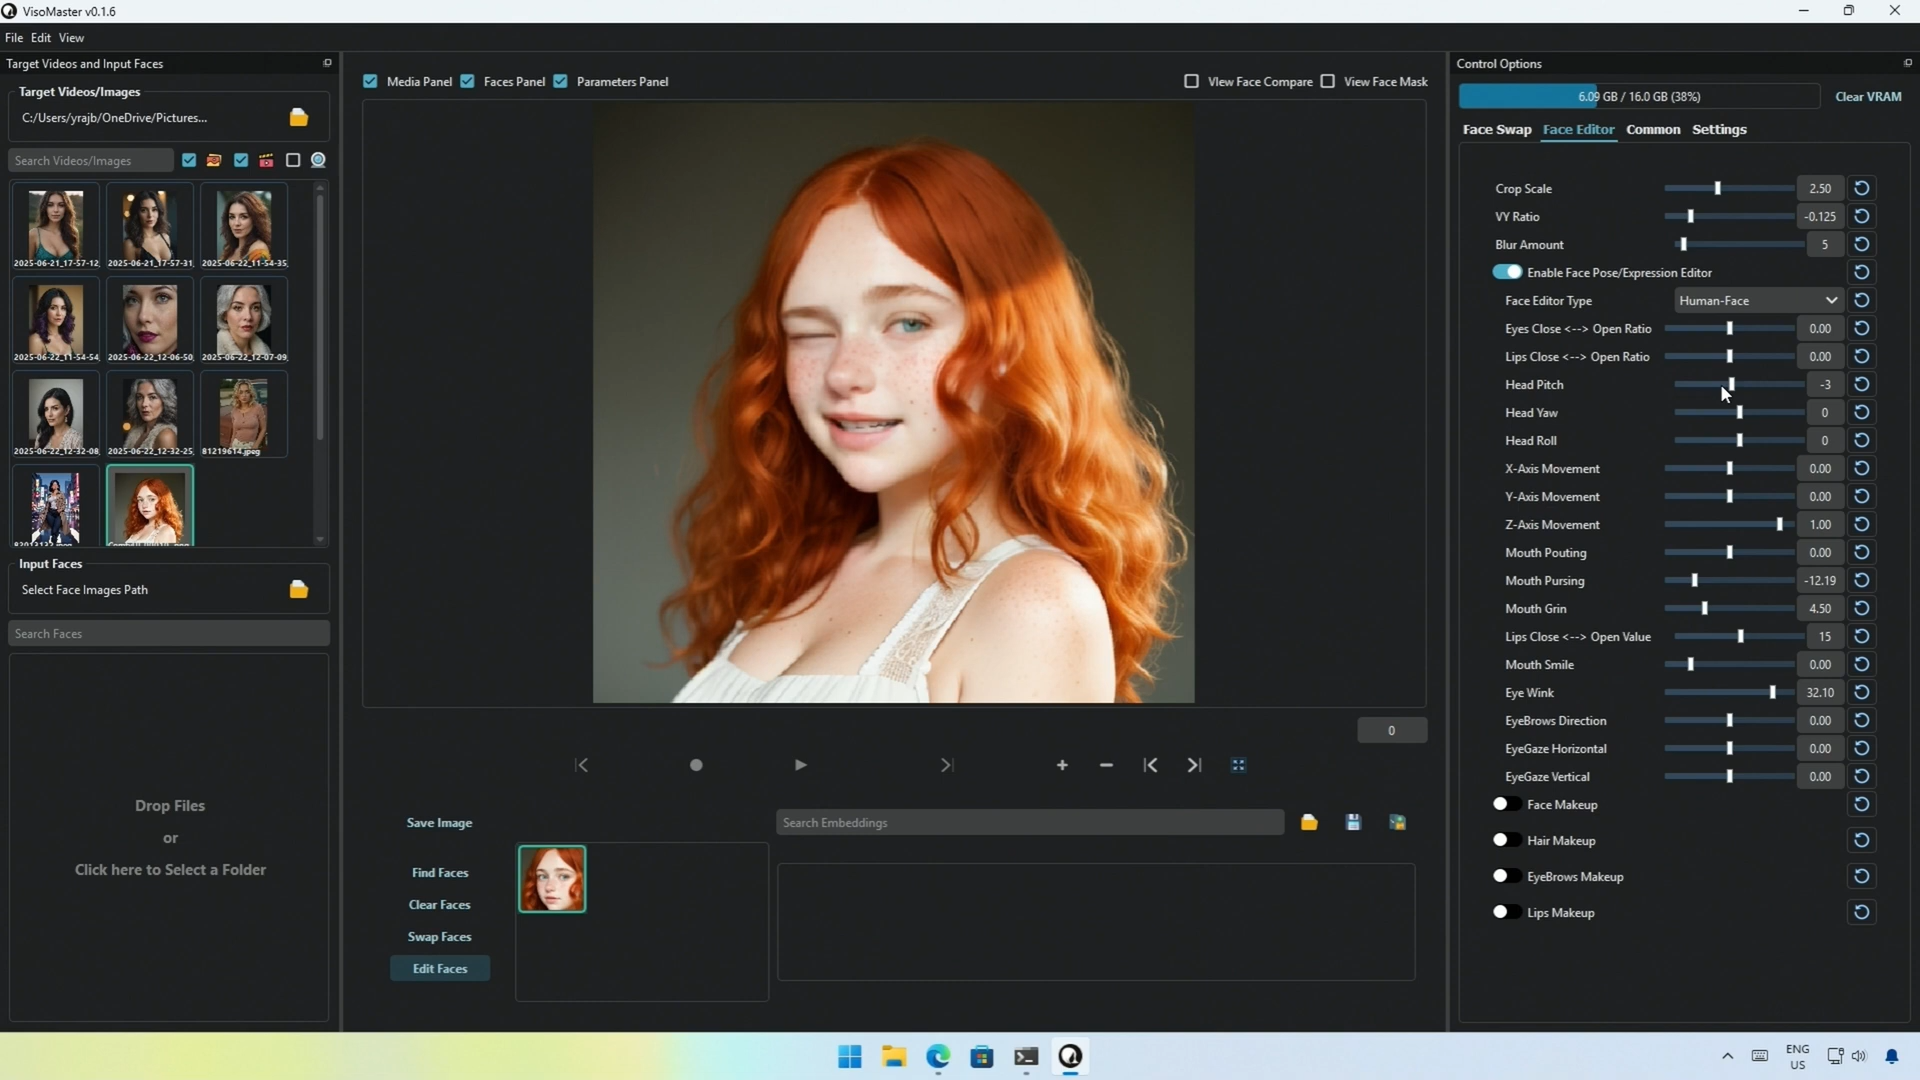 VisoMaster v0.1.6
File Edit View
Target Videos and Input Faces
Target Videos/Images
C:/Users/yrajb/OneDrive/Pictures...
Search Videos/Images
2025-06-21_17-57-12
2025-06-21_17-57-31
2025-06-22_11-54-35
2025-06-22_11-54-54
2025-06-22_12-06-50
2025-06-22_12-07-09
2025-06-22_12-32-08
2025-06-22_12-32-25
81219614.jpeg
Input Faces
Select Face Images Path
Search Faces
Drop Files
or
Click here to Select a Folder
Media Panel Faces Panel Parameters Panel
View Face Compare View Face Mask
0
Save Image
Find Faces
Clear Faces
Swap Faces
Edit Faces
Search Embeddings
Control Options
6.09 GB / 16.0 GB (38%)
Clear VRAM
Face Swap Face Editor Common Settings
Crop Scale 2.50
VY Ratio -0.125
Blur Amount 5
Enable Face Pose/Expression Editor
Face Editor Type Human-Face
Eyes Close <--> Open Ratio 0.00
Lips Close <--> Open Ratio 0.00
Head Pitch -3
Head Yaw 0
Head Roll 0
X-Axis Movement 0.00
Y-Axis Movement 0.00
Z-Axis Movement 1.00
Mouth Pouting 0.00
Mouth Pursing -12.19
Mouth Grin 4.50
Lips Close <--> Open Value 15
Mouth Smile 0.00
Eye Wink 32.10
EyeBrows Direction 0.00
EyeGaze Horizontal 0.00
EyeGaze Vertical 0.00
Face Makeup
Hair Makeup
EyeBrows Makeup
Lips Makeup
ENG
US